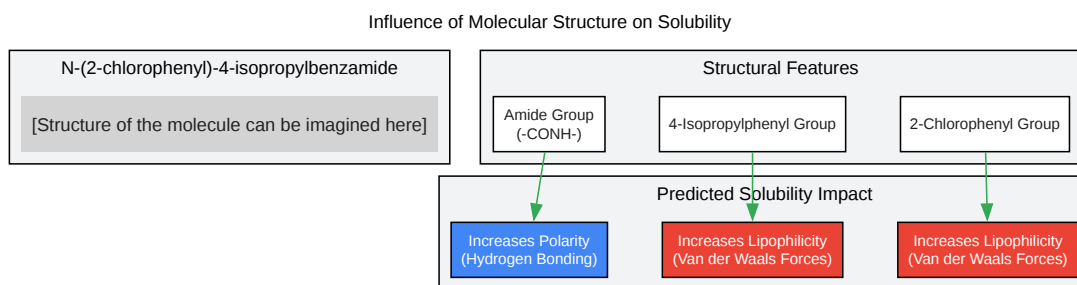 Influence of Molecular Structure on Solubility
N-(2-chlorophenyl)-4-isopropylbenzamide
[Structure of the molecule can be imagined here]
Structural Features
Amide Group
(-CONH-)
4-Isopropylphenyl Group
2-Chlorophenyl Group
Predicted Solubility Impact
Increases Polarity
(Hydrogen Bonding)
Increases Lipophilicity
(Van der Waals Forces)
Increases Lipophilicity
(Van der Waals Forces)